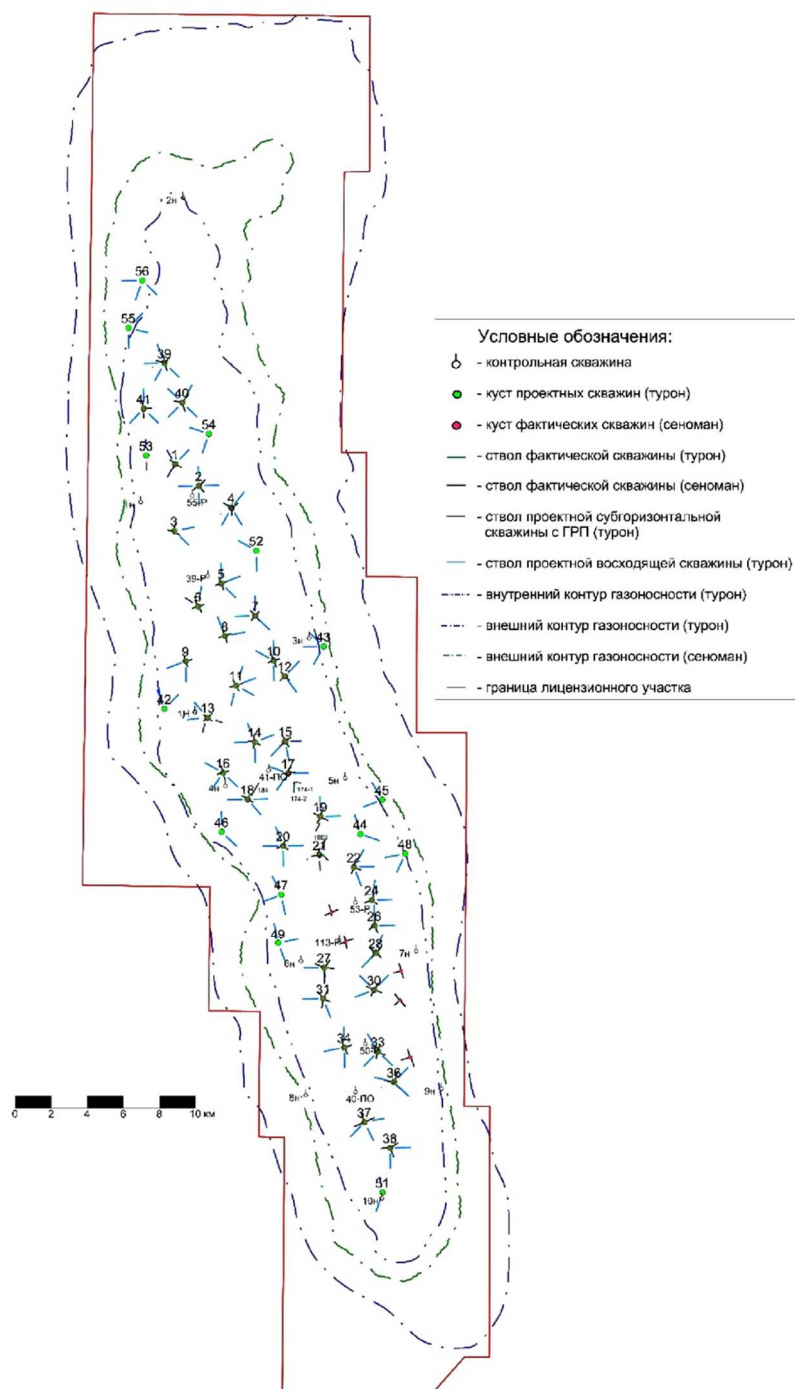 2н
56
55
39
41
40
54
53
1
2
55-Р
4
3
52
39-Р
5
6
7
8
3н
43
9
10
12
11
42
1Н
13
14
15
16
17
41-ПО
4н
5н
18
184
174-1
174-2
45
19
46
44
20
1902
21
48
22
47
24
53-Р
26
49
113-Р
28
7н
27
30
31
34
33
36
8н
40-ПО
9н
37
38
51
10н
0 2 4 6 8 10 км
Условные обозначения:
- контрольная скважина
- куст проектных скважин (турон)
- куст фактических скважин (сеноман)
- ствол фактической скважины (турон)
- ствол фактической скважины (сеноман)
- ствол проектной субгоризонтальной
скважины с ГРП (турон)
- ствол проектной восходящей скважины (турон)
- внутренний контур газоносности (турон)
- внешний контур газоносности (турон)
- внешний контур газоносности (сеноман)
- граница лицензионного участка